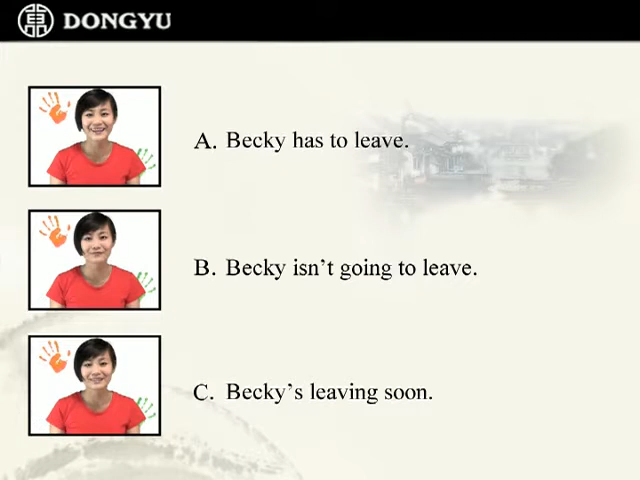 DONGYU
A. Becky has to leave.
B. Becky isn’t going to leave.
C. Becky’s leaving soon.